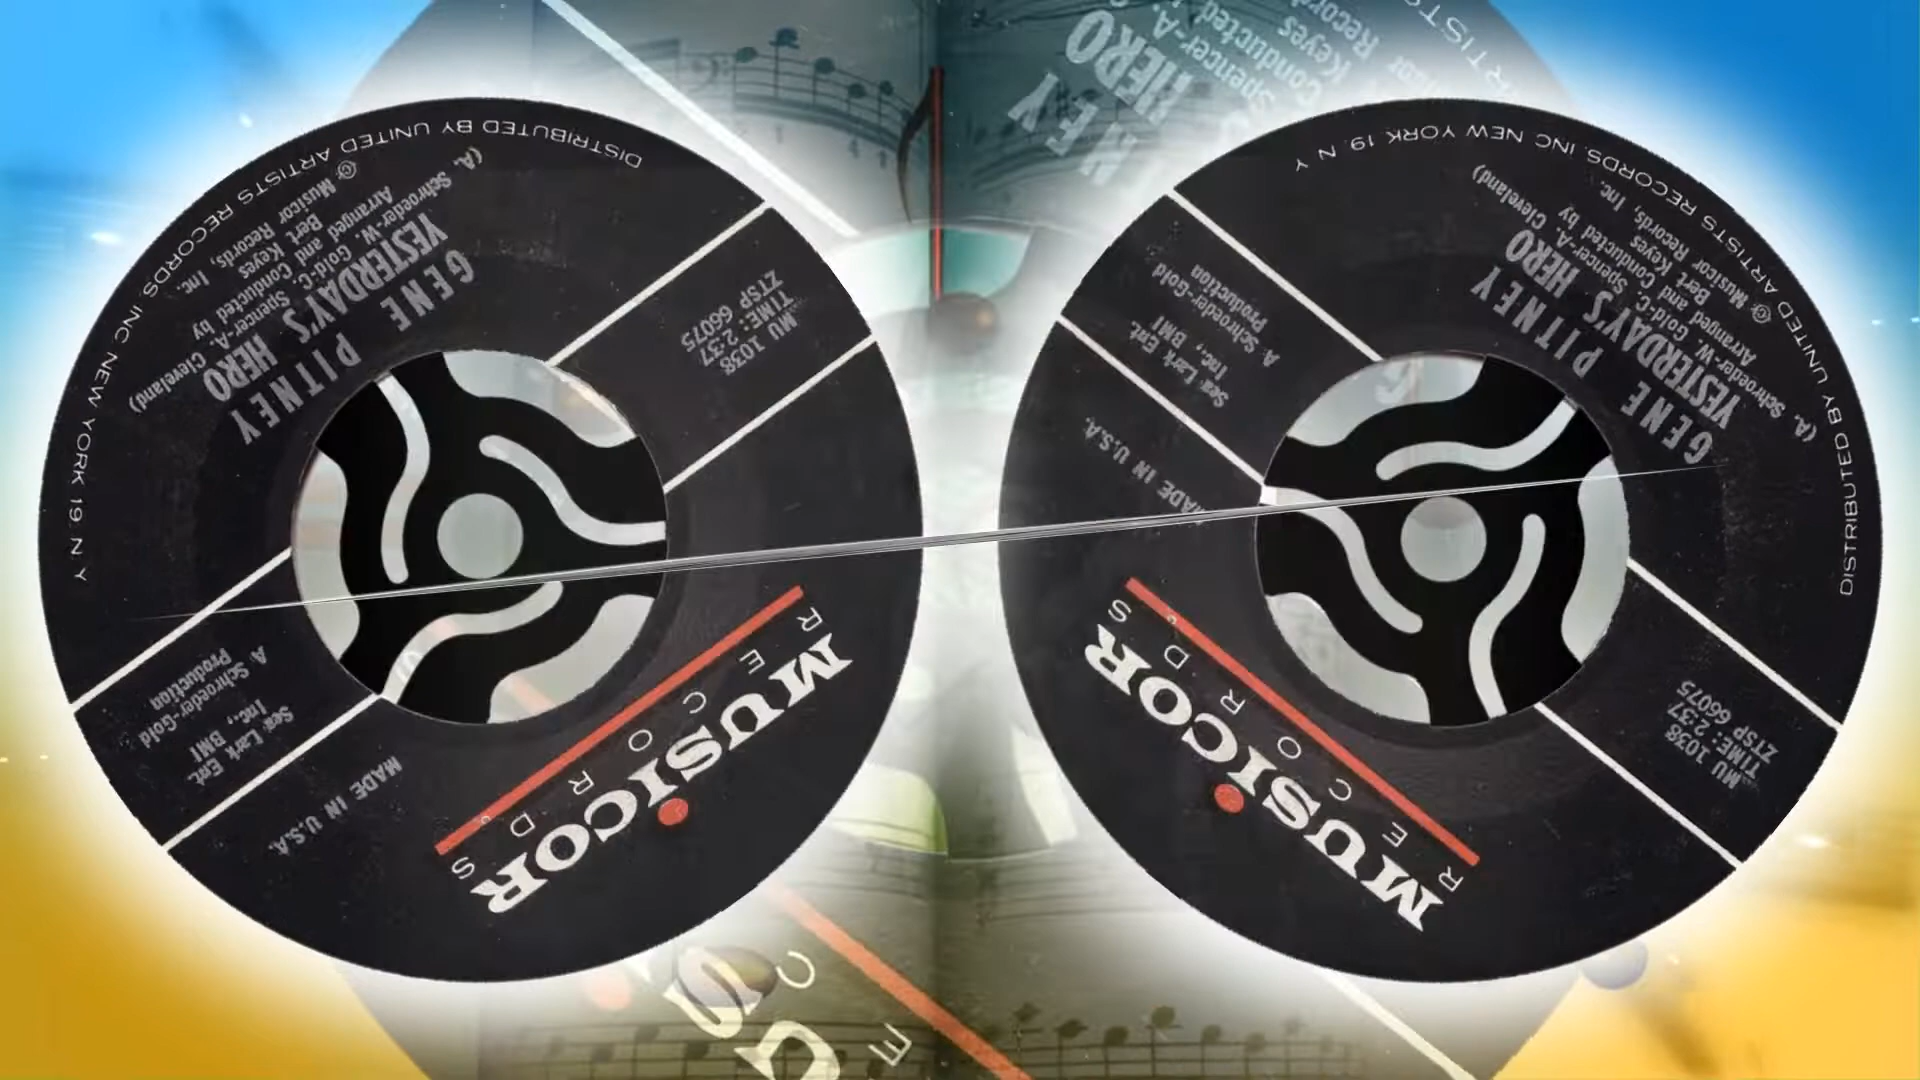 MUSICOR
RECORDS
MADE IN U.S.A.
Sea Lark Ent.
Inc., BMI
A Schroeder-Gold
Production
MU 1038
TIME: 2:37
ZTSP 66075
GENE PITNEY
YESTERDAY'S HERO
(A. Schroeder-W. Gold-C. Spencer-A. Cleveland)
Arranged and Conducted by
Bert Keyes
℗ Musicor Records, Inc.
DISTRIBUTED BY UNITED ARTISTS RECORDS, INC NEW YORK 19, N Y
MUSICOR
RECORDS
MADE IN U.S.A.
Sea Lark Ent.
Inc., BMI
A Schroeder-Gold
Production
MU 1038
TIME: 2:37
ZTSP 66075
GENE PITNEY
YESTERDAY'S HERO
(A. Schroeder-W. Gold-C. Spencer-A. Cleveland)
Arranged and Conducted by
Bert Keyes
℗ Musicor Records, Inc.
DISTRIBUTED BY UNITED ARTISTS RECORDS, INC NEW YORK 19, N Y